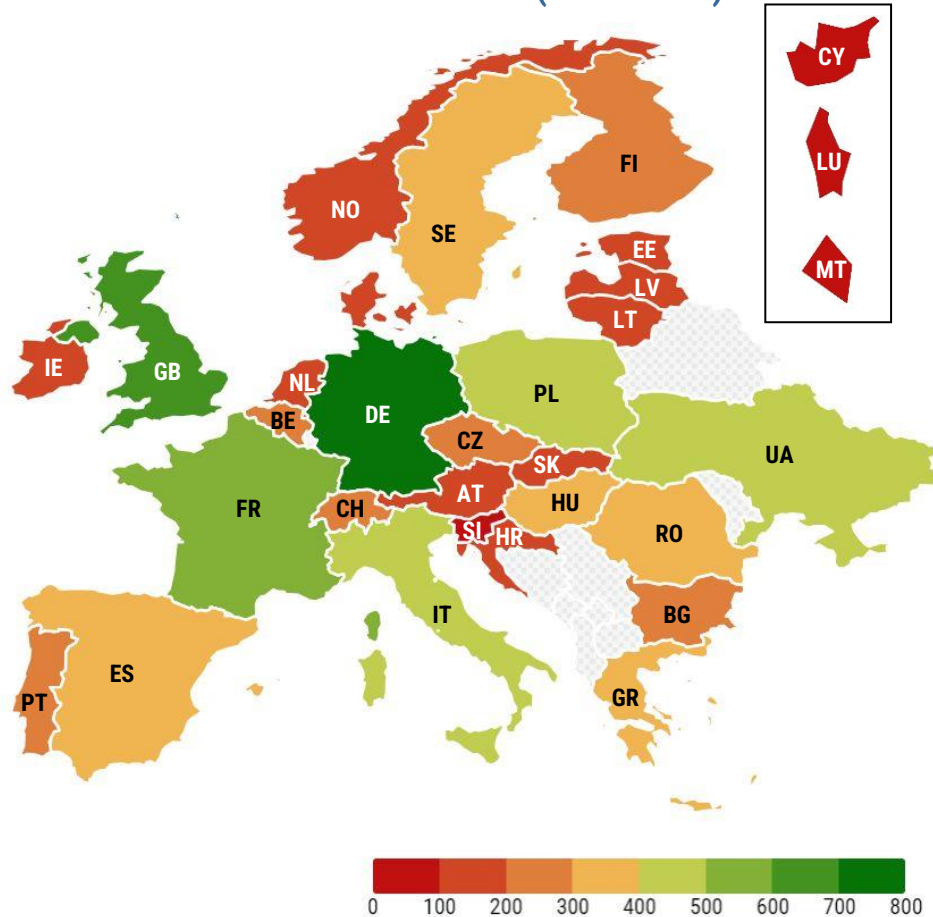 CY
LU
MT
FI
NO
SE
EE
LV
LT
IE
GB
NL
BE
DE
PL
CZ
UA
SK
FR
CH
AT
HU
SI
HR
RO
IT
BG
ES
PT
GR
0 100 200 300 400 500 600 700 800